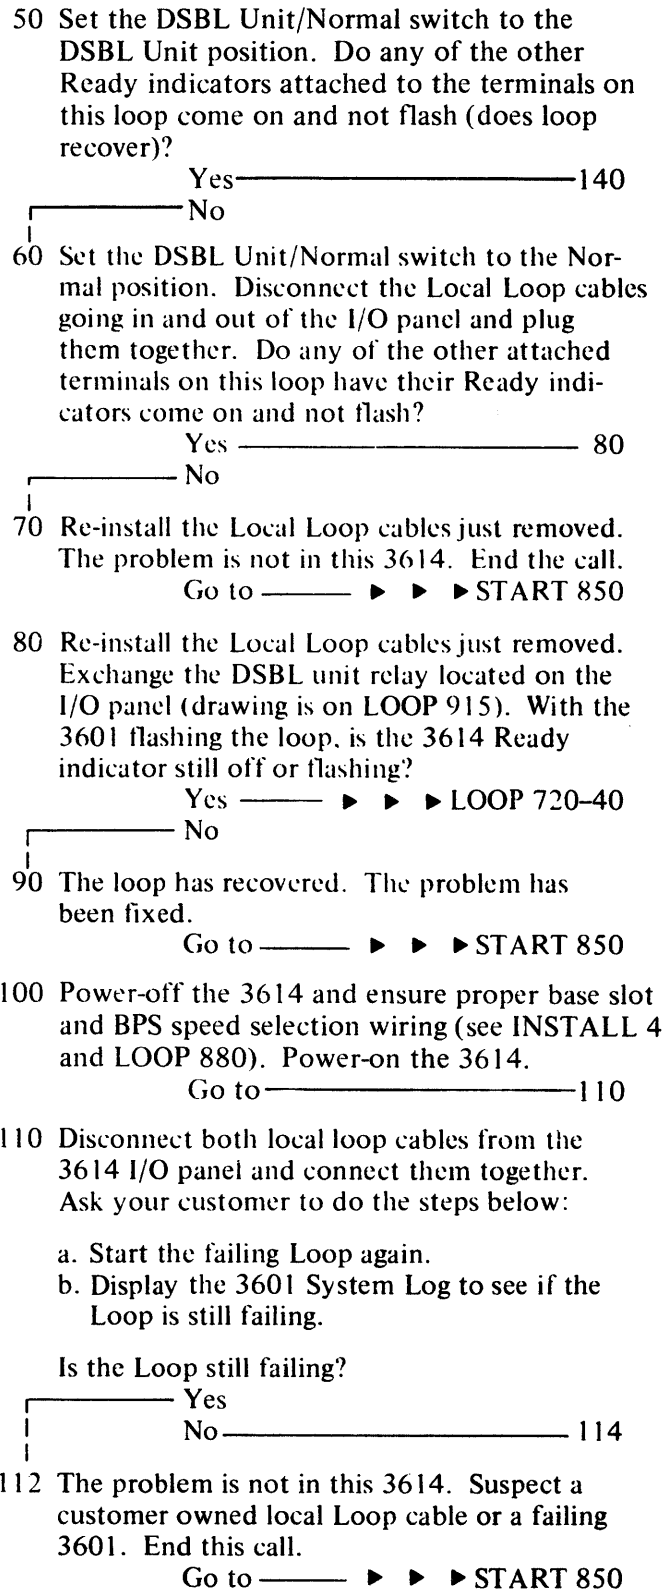 50 Set the DSBL Unit/Normal switch to the
DSBL Unit position. Do any of the other
Ready indicators attached to the terminals on
this loop come on and not flash (does loop
recover)?
Yes 140
No
60 Set the DSBL Unit/Normal switch to the Nor-
mal position. Disconnect the Local Loop cables
going in and out of the I/O panel and plug
them together. Do any of the other attached
terminals on this loop have their Ready indi-
cators come on and not flash?
Yes 80
No
70 Re-install the Local Loop cables just removed.
The problem is not in this 3614. End the call.
Go to ▶ ▶ ▶ START 850
80 Re-install the Local Loop cables just removed.
Exchange the DSBL unit relay located on the
I/O panel (drawing is on LOOP 915). With the
3601 flashing the loop, is the 3614 Ready
indicator still off or flashing?
Yes ▶ ▶ ▶ LOOP 720–40
No
90 The loop has recovered. The problem has
been fixed.
Go to ▶ ▶ ▶ START 850
100 Power-off the 3614 and ensure proper base slot
and BPS speed selection wiring (see INSTALL 4
and LOOP 880). Power-on the 3614.
Go to 110
110 Disconnect both local loop cables from the
3614 I/O panel and connect them together.
Ask your customer to do the steps below:
a. Start the failing Loop again.
b. Display the 3601 System Log to see if the
Loop is still failing.
Is the Loop still failing?
Yes
No 114
112 The problem is not in this 3614. Suspect a
customer owned local Loop cable or a failing
3601. End this call.
Go to ▶ ▶ ▶ START 850